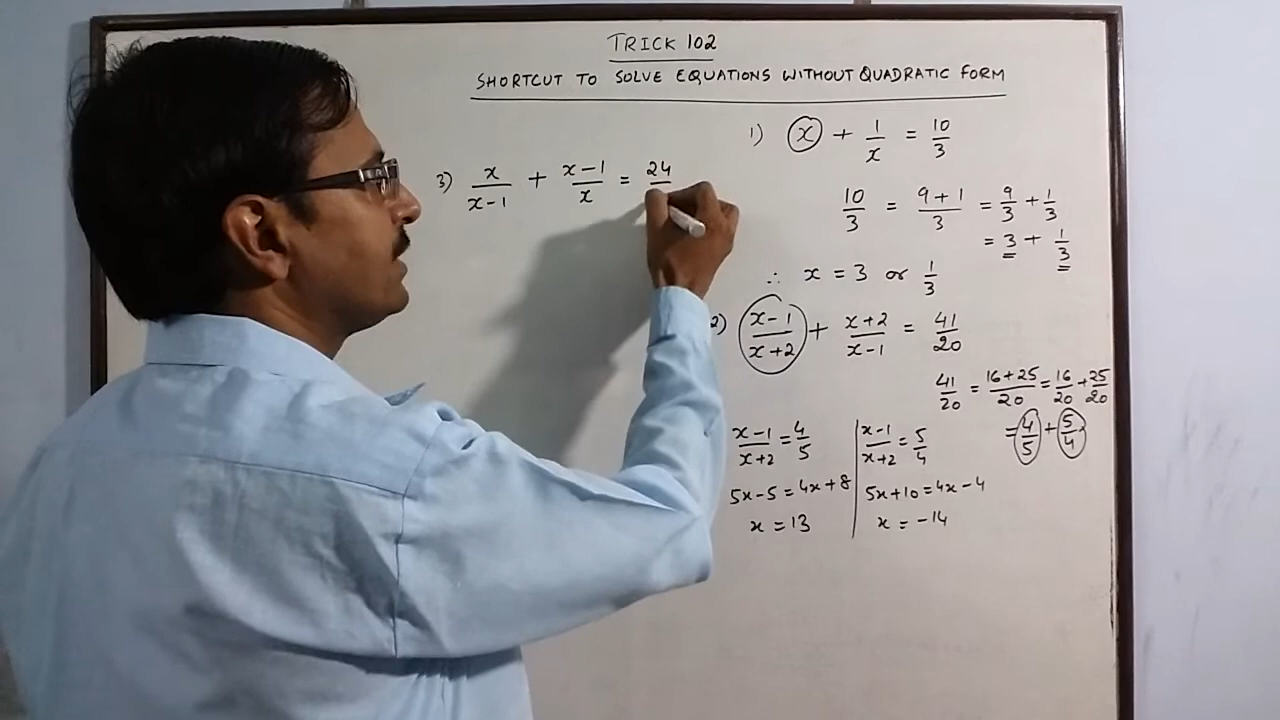 TRICK 102
SHORTCUT TO SOLVE EQUATIONS WITHOUT QUADRATIC FORM
1) x + 1/x = 10/3
10/3 = 9+1/3 = 9/3 + 1/3
= 3 + 1/3
∴ x = 3 or 1/3
2) x-1/x+2 + x+2/x-1 = 41/20
41/20 = 16+25/20 = 16/20 + 25/20
= 4/5 + 5/4
x-1/x+2 = 4/5
5x-5 = 4x+8
x = 13
x-1/x+2 = 5/4
5x+10 = 4x-4
x = -14
3) x/x-1 + x-1/x = 24